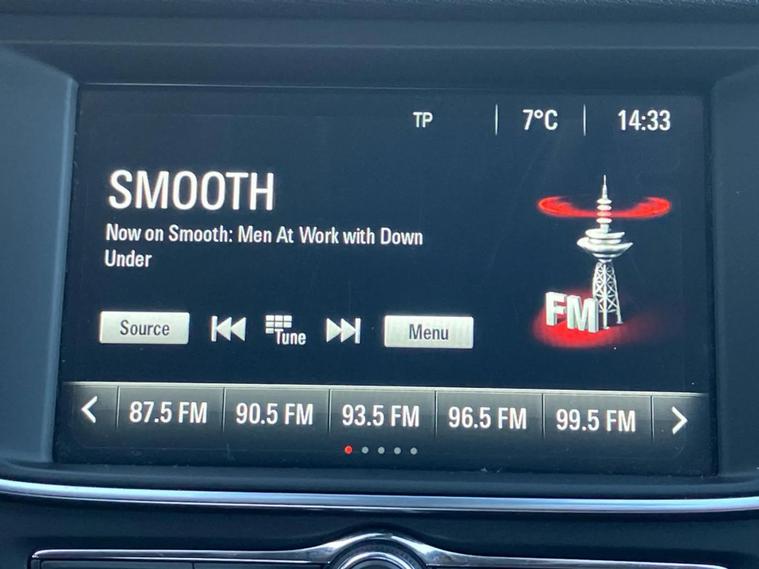 TP 7°C 14:33
SMOOTH
Now on Smooth: Men At Work with Down
Under
FM
Source Tune Menu
87.5 FM 90.5 FM 93.5 FM 96.5 FM 99.5 FM